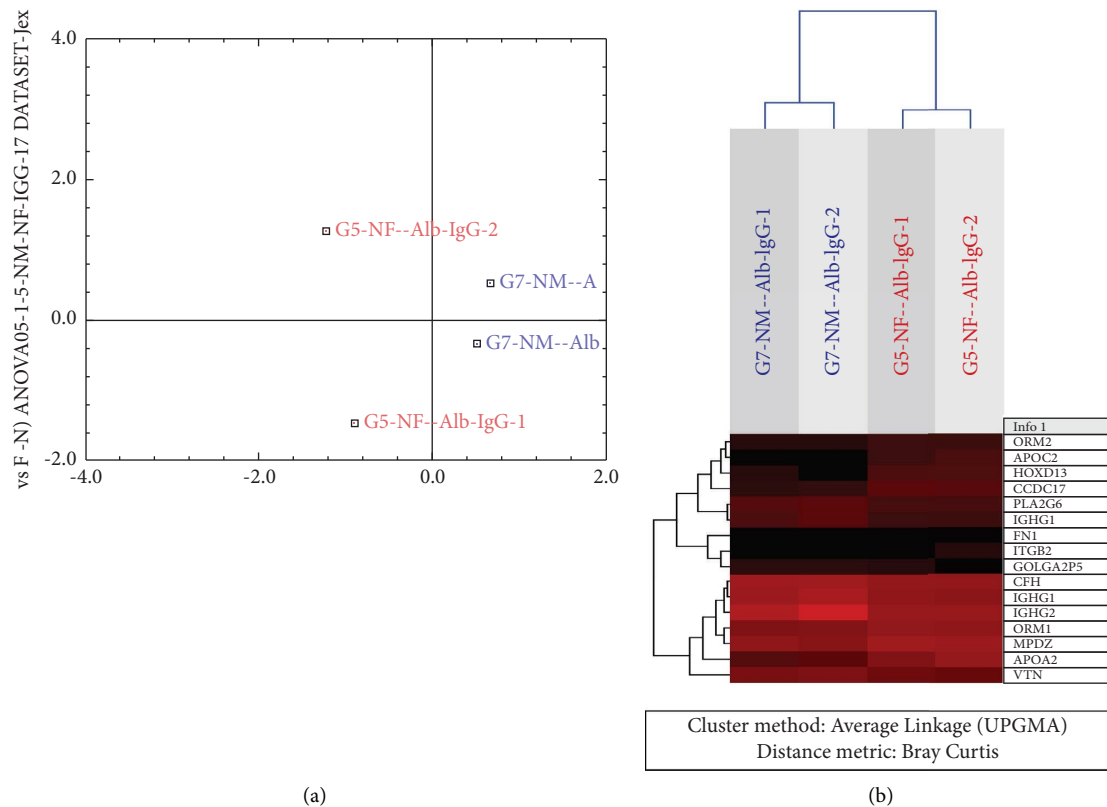 vs F -N) ANOVA05-1-5-NM-NF-IGG-17 DATASET-Jex
4.0
2.0
0.0
-2.0
-4.0
-2.0
0.0
2.0
G5-NF--Alb-IgG-2
G7-NM--A
G7-NM--Alb
G5-NF--Alb-IgG-1
(a)
G7-NM--Alb-IgG-1
G7-NM--Alb-IgG-2
G5-NF--Alb-IgG-1
G5-NF--Alb-IgG-2
Info 1
ORM2
APOC2
HOXD13
CCDC17
PLA2G6
IGHG1
FN1
ITGB2
GOLGA2P5
CFH
IGHG1
IGHG2
ORM1
MPDZ
APOA2
VTN
Cluster method: Average Linkage (UPGMA)
Distance metric: Bray Curtis
(b)